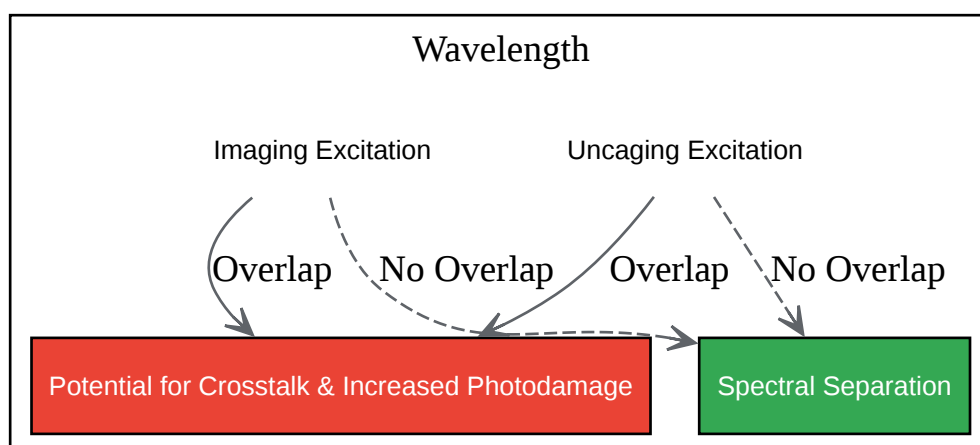 Wavelength
Imaging Excitation
Uncaging Excitation
Overlap
No Overlap
Overlap
No Overlap
Potential for Crosstalk & Increased Photodamage
Spectral Separation